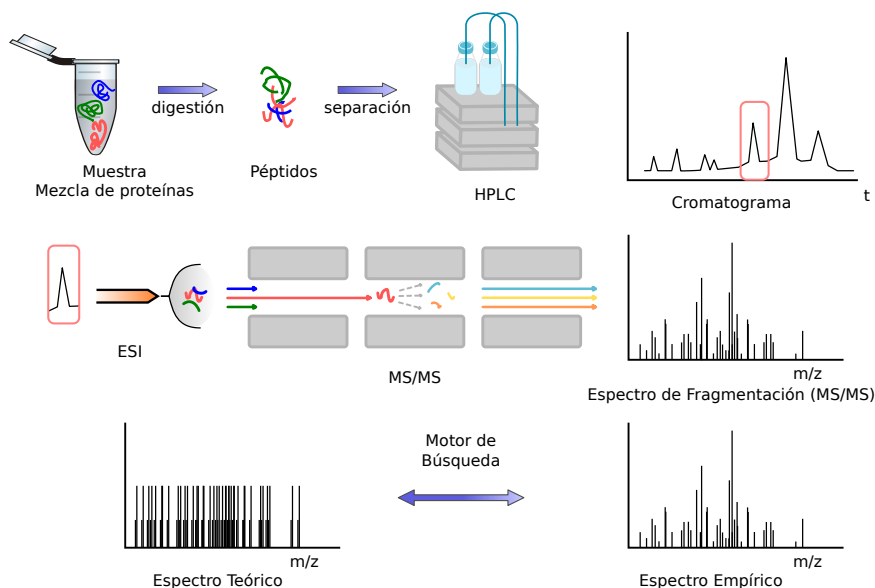 digestión
separación
Muestra
Mezcla de proteínas
Péptidos
HPLC
Cromatograma
t
ESI
MS/MS
m/z
Espectro de Fragmentación (MS/MS)
Motor de
Búsqueda
m/z
Espectro Teórico
m/z
Espectro Empírico